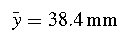 ȳ = 38.4 mm